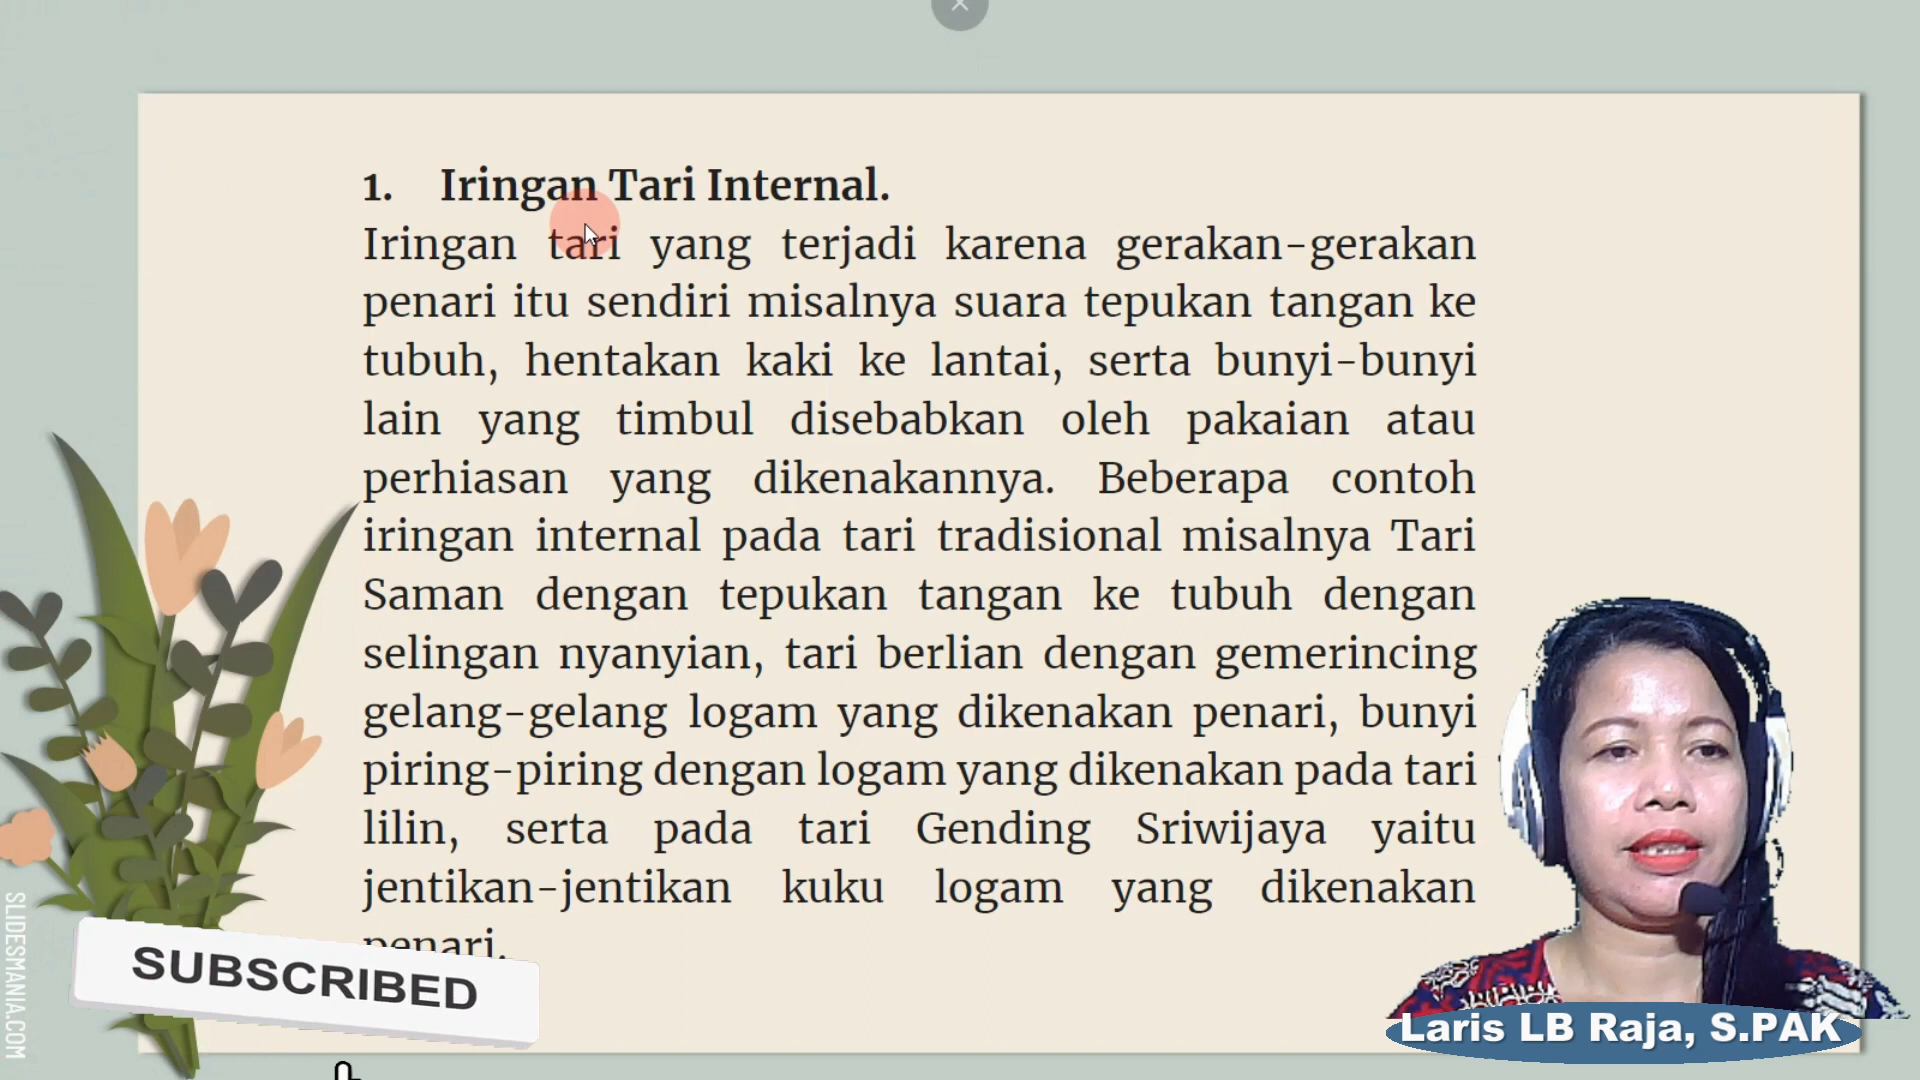 1. Iringan Tari Internal.
Iringan tari yang terjadi karena gerakan-gerakan
penari itu sendiri misalnya suara tepukan tangan ke
tubuh, hentakan kaki ke lantai, serta bunyi-bunyi
lain yang timbul disebabkan oleh pakaian atau
perhiasan yang dikenakannya. Beberapa contoh
iringan internal pada tari tradisional misalnya Tari
Saman dengan tepukan tangan ke tubuh dengan
selingan nyanyian, tari berlian dengan gemerincing
gelang-gelang logam yang dikenakan penari, bunyi
piring-piring dengan logam yang dikenakan pada tari
lilin, serta pada tari Gending Sriwijaya yaitu
jentikan-jentikan kuku logam yang dikenakan
penari.
SUBSCRIBED
Laris LB Raja, S.PAK
SLIDESMANIA.COM